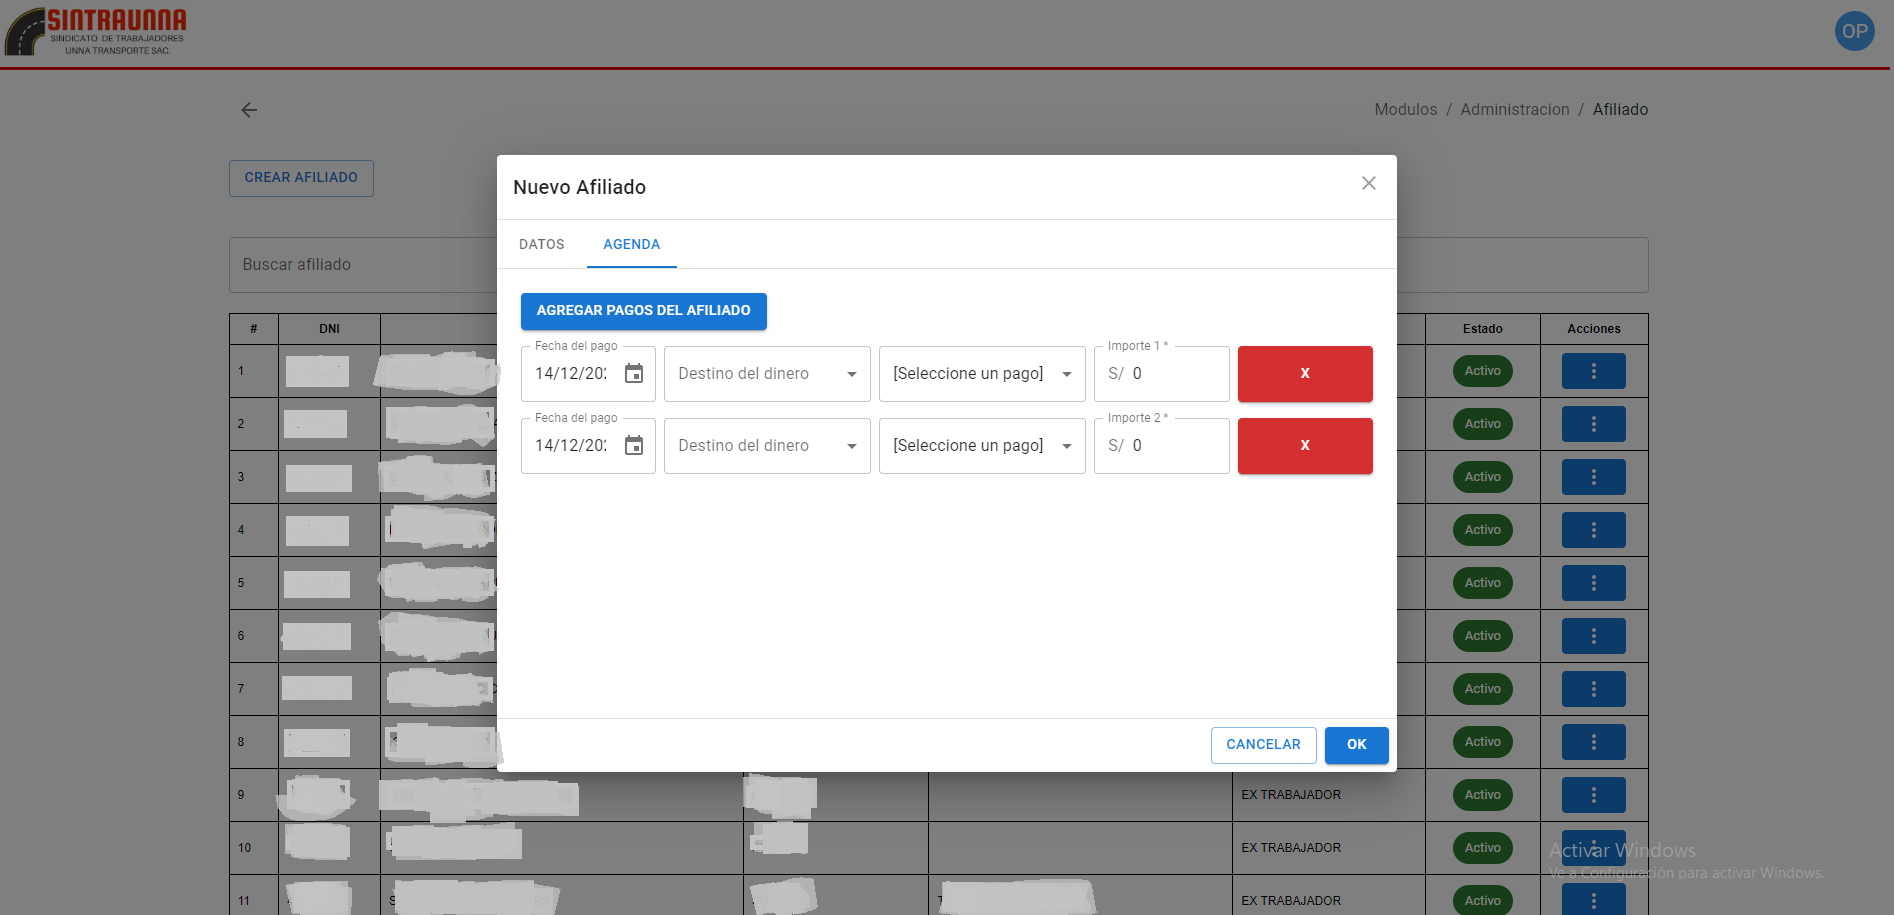 SINTRAUNNA
SINDICATO DE TRABAJADORES
UNNA TRANSPORTE SAC.
OP
Modulos / Administracion / Afiliado
CREAR AFILIADO
Buscar afiliado
Nuevo Afiliado
DATOS AGENDA
AGREGAR PAGOS DEL AFILIADO
Fecha del pago Importe 1 *
14/12/202 Destino del dinero [Seleccione un pago] S/ 0 X
Fecha del pago Importe 2 *
14/12/202 Destino del dinero [Seleccione un pago] S/ 0 X
CANCELAR OK
# DNI Estado Acciones
1 Activo
2 Activo
3 Activo
4 Activo
5 Activo
6 Activo
7 Activo
8 Activo
9 EX TRABAJADOR Activo
10 EX TRABAJADOR Activo
11 EX TRABAJADOR Activo
Activar Windows
Ve a Configuración para activar Windows.